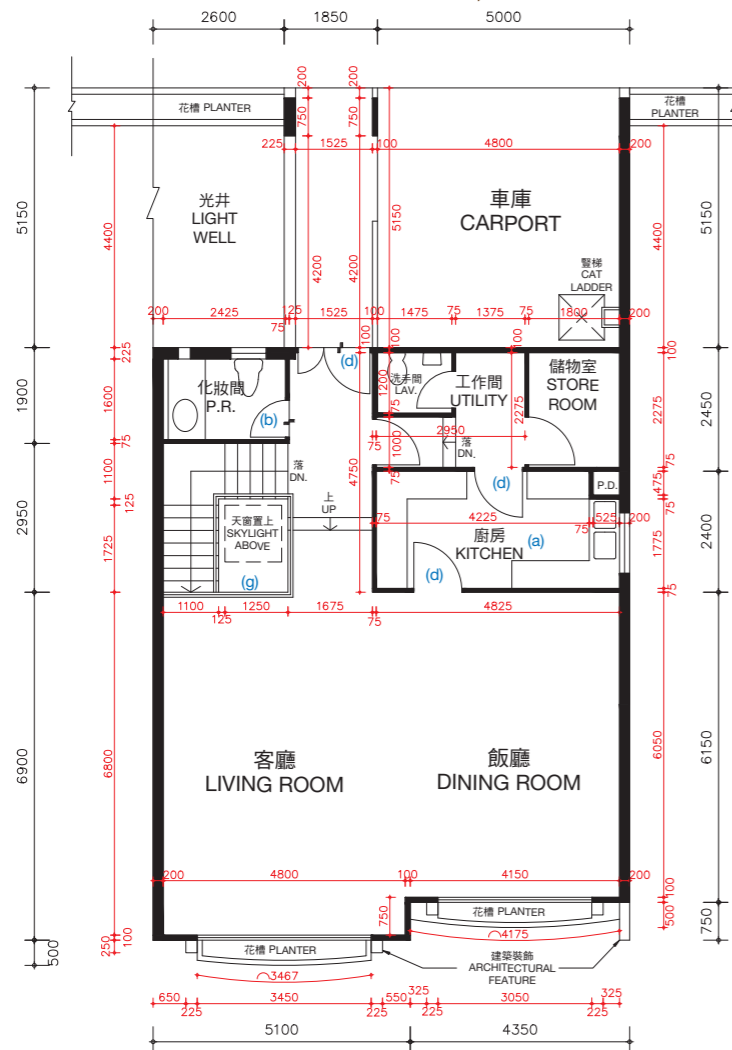 2600 1850 5000
花槽 PLANTER
花槽
PLANTER
200
200
750
750
225 1525 100 4800 200
光井
LIGHT
WELL
車庫
CARPORT
5150
4400
5150
4400
5150
4200
4200
豎梯
CAT
LADDER
200 2425 125 1525 100 1475 75 1375 75 1800 200
75
100
100
100
(d)
225
100
化妝間
P.R.
(b)
洗手間
LAV.
工作間
UTILITY
儲物室
STORE
ROOM
1900
1600
75
1200
75
2275
2275
2450
2950
75
1000
75
落
DN.
落
DN.
(d)
75
475
75
P.D.
1100
125
4750
上
UP
天窗置上
SKYLIGHT
ABOVE
(g)
75 4225 525 200
75
廚房
KITCHEN
(a)
(d)
2950
1725
1775
75
2400
1100 1250 1675 4825
125 75
6900
6800
6050
6150
客廳
LIVING ROOM
飯廳
DINING ROOM
200 4800 100 4150 200
750
100
500
750
花槽 PLANTER
4175
花槽 PLANTER
建築裝飾
ARCHITECTURAL
FEATURE
500
250
100
3467
325 325
650 3450 550 3050
225 225 225 225
5100 4350